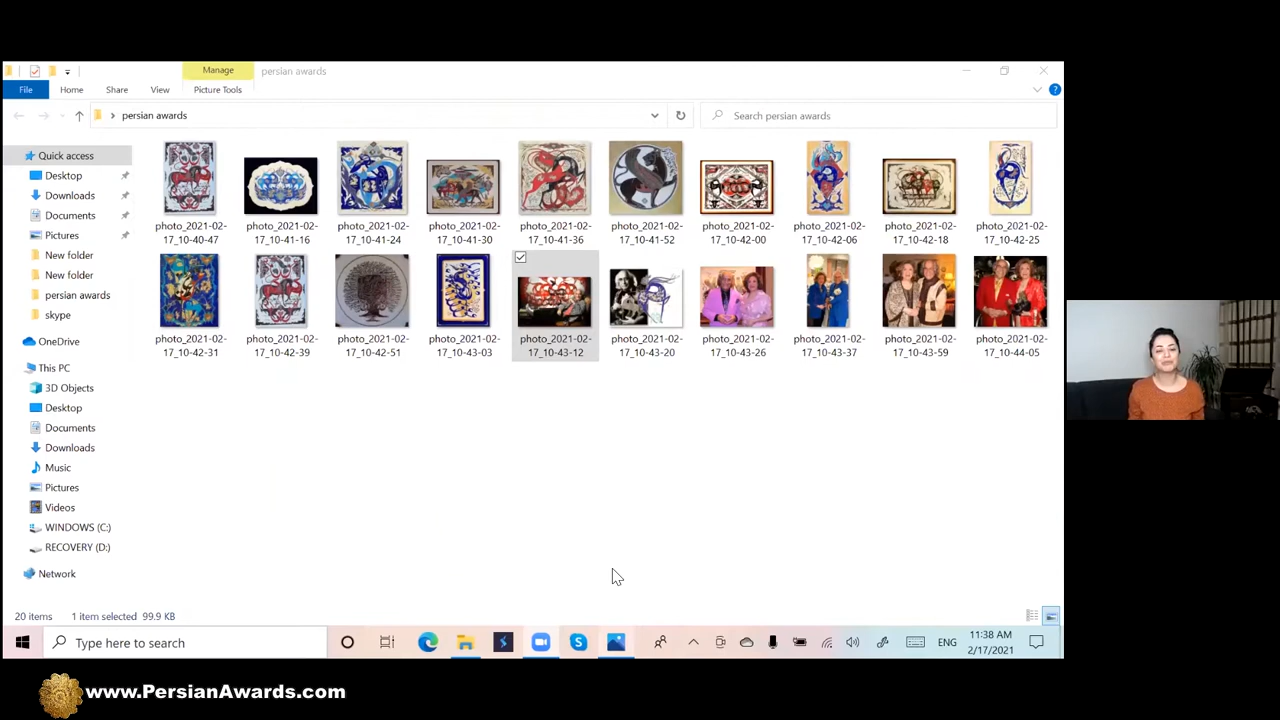 Manage
persian awards
File
Home
Share
View
Picture Tools
persian awards
Search persian awards
Quick access
Desktop
Downloads
Documents
Pictures
New folder
New folder
persian awards
skype
OneDrive
This PC
3D Objects
Desktop
Documents
Downloads
Music
Pictures
Videos
WINDOWS (C:)
RECOVERY (D:)
Network
photo_2021-02-
17_10-40-47
photo_2021-02-
17_10-41-16
photo_2021-02-
17_10-41-24
photo_2021-02-
17_10-41-30
photo_2021-02-
17_10-41-36
photo_2021-02-
17_10-41-52
photo_2021-02-
17_10-42-00
photo_2021-02-
17_10-42-06
photo_2021-02-
17_10-42-18
photo_2021-02-
17_10-42-25
photo_2021-02-
17_10-42-31
photo_2021-02-
17_10-42-39
photo_2021-02-
17_10-42-51
photo_2021-02-
17_10-43-03
photo_2021-02-
17_10-43-12
photo_2021-02-
17_10-43-20
photo_2021-02-
17_10-43-26
photo_2021-02-
17_10-43-37
photo_2021-02-
17_10-43-59
photo_2021-02-
17_10-44-05
20 items
1 item selected 99.9 KB
Type here to search
ENG
11:38 AM
2/17/2021
www.PersianAwards.com